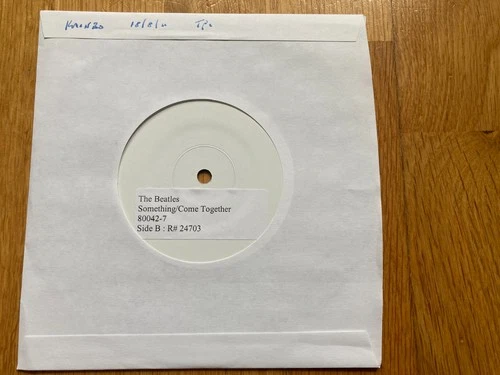 The Beatles
Something/Come Together
80042-7
Side B : R# 24703